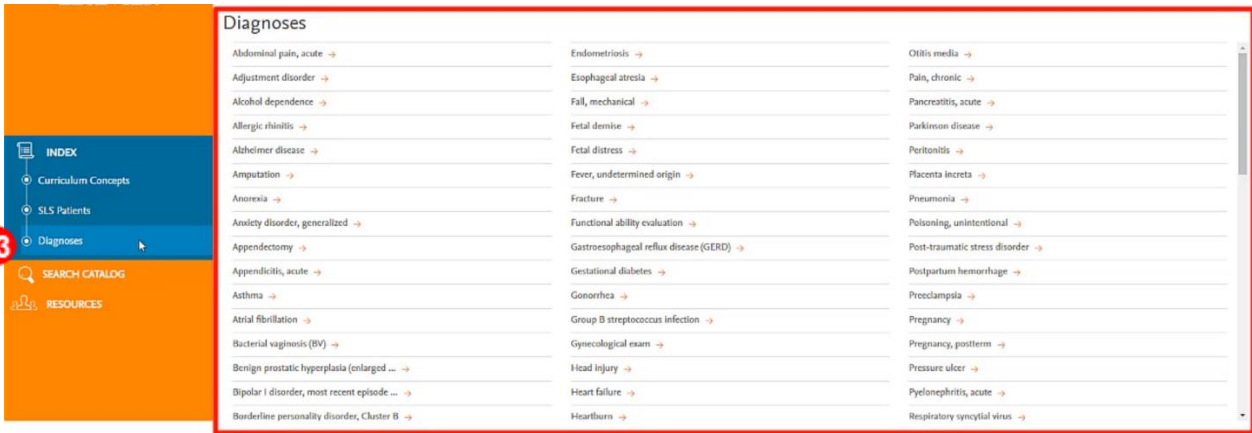 Diagnoses
Abdominal pain, acute →
Adjustment disorder →
Alcohol dependence →
Allergic rhinitis →
Alzheimer disease →
Amputation →
Anorexia →
Anxiety disorder, generalized →
Appendectomy →
Appendicitis, acute →
Asthma →
Atrial fibrillation →
Bacterial vaginosis (BV) →
Benign prostatic hyperplasia (enlarged ... →
Bipolar I disorder, most recent episode ... →
Borderline personality disorder, Cluster B →
Endometriosis →
Esophageal atresia →
Fall, mechanical →
Fetal demise →
Fetal distress →
Fever, undetermined origin →
Fracture →
Functional ability evaluation →
Gastroesophageal reflux disease (GERD) →
Gestational diabetes →
Gonorrhea →
Group B streptococcus infection →
Gynecological exam →
Head injury →
Heart failure →
Heartburn →
Otitis media →
Pain, chronic →
Pancreatitis, acute →
Parkinson disease →
Peritonitis →
Placenta increta →
Pneumonia →
Poisoning, unintentional →
Post-traumatic stress disorder →
Postpartum hemorrhage →
Preeclampsia →
Pregnancy →
Pregnancy, postterm →
Pressure ulcer →
Pyelonephritis, acute →
Respiratory syncytial virus →
INDEX
Curriculum Concepts
SLS Patients
3
Diagnoses
SEARCH CATALOG
RESOURCES